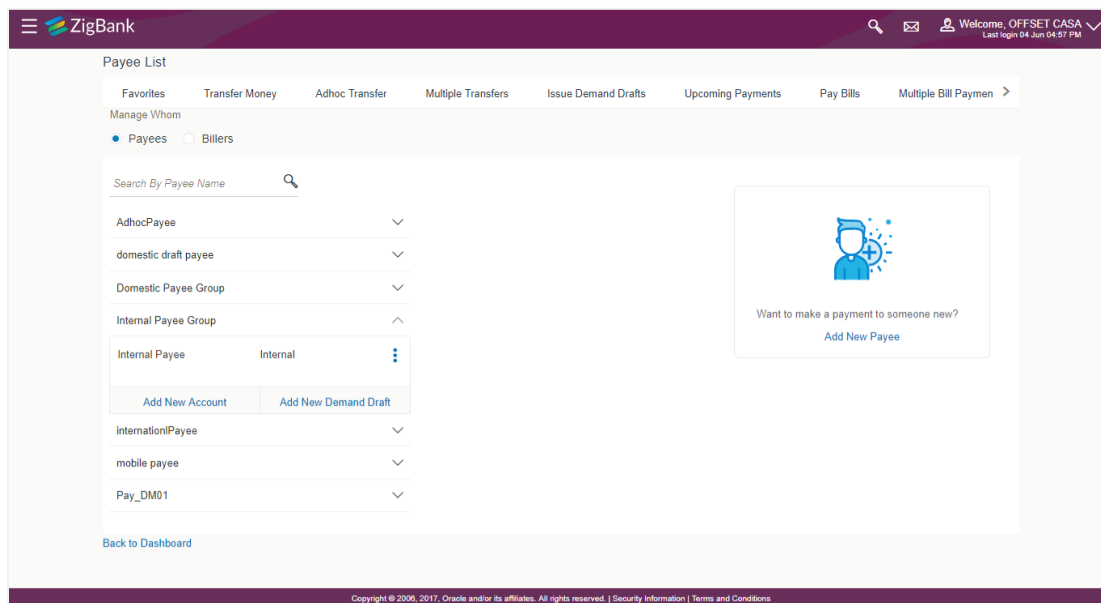 ZigBank
Welcome, OFFSET CASA
Last login 04 Jun 04:57 PM
Payee List
Favorites Transfer Money Adhoc Transfer Multiple Transfers Issue Demand Drafts Upcoming Payments Pay Bills Multiple Bill Paymen
Manage Whom
Payees Billers
Search By Payee Name
AdhocPayee
domestic draft payee
Domestic Payee Group
Internal Payee Group
Internal Payee Internal
Add New Account Add New Demand Draft
internationlPayee
mobile payee
Pay_DM01
Want to make a payment to someone new?
Add New Payee
Back to Dashboard
Copyright © 2006, 2017, Oracle and/or its affiliates. All rights reserved. | Security Information | Terms and Conditions